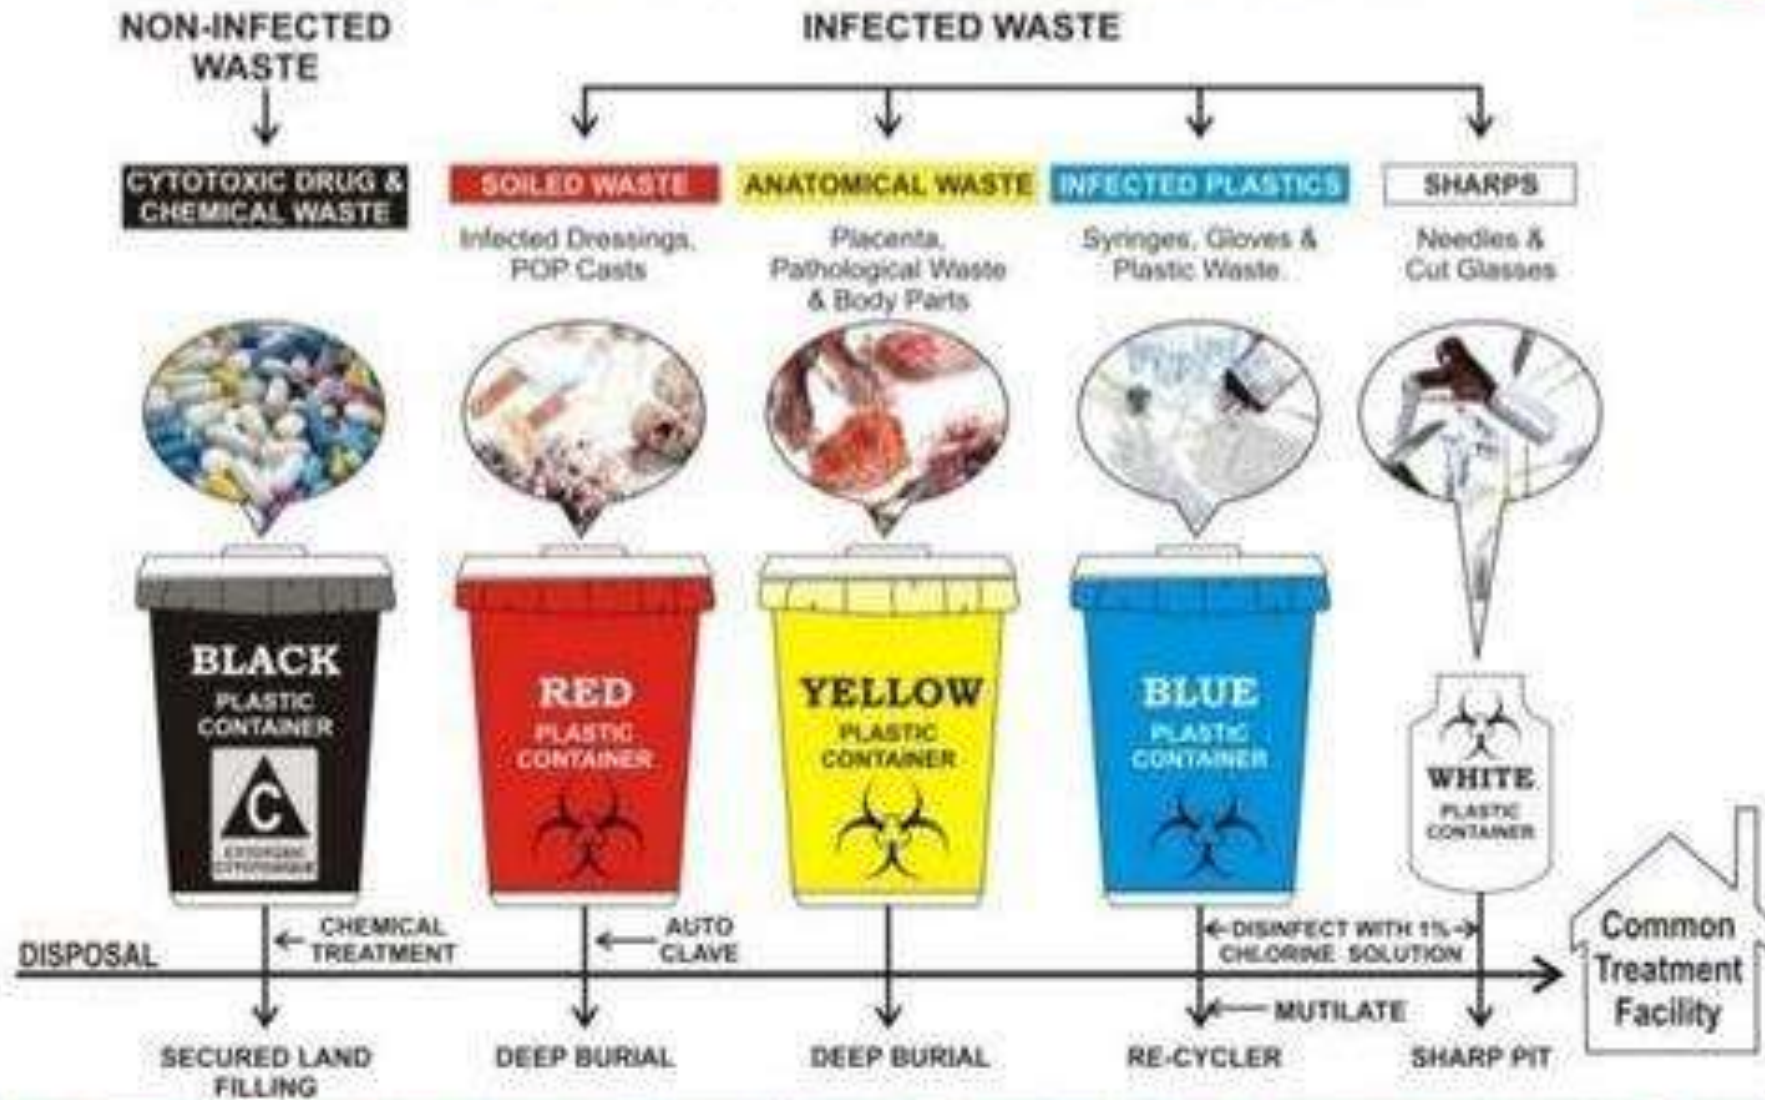 NON-INFECTED
WASTE
INFECTED WASTE
CYTOTOXIC DRUG &
CHEMICAL WASTE
SOILED WASTE
Infected Dressings,
POP Casts
ANATOMICAL WASTE
Placenta,
Pathological Waste
& Body Parts
INFECTED PLASTICS
Syringes, Gloves &
Plastic Waste.
SHARPS
Needles &
Cut Glasses
BLACK
PLASTIC
CONTAINER
C
RED
PLASTIC
CONTAINER
YELLOW
PLASTIC
CONTAINER
BLUE
PLASTIC
CONTAINER
WHITE
PLASTIC
CONTAINER
DISPOSAL
CHEMICAL
TREATMENT
AUTO
CLAVE
DISINFECT WITH 1%
CHLORINE SOLUTION
MUTILATE
SECURED LAND
FILLING
DEEP BURIAL
DEEP BURIAL
RE-CYCLER
SHARP PIT
Common
Treatment
Facility